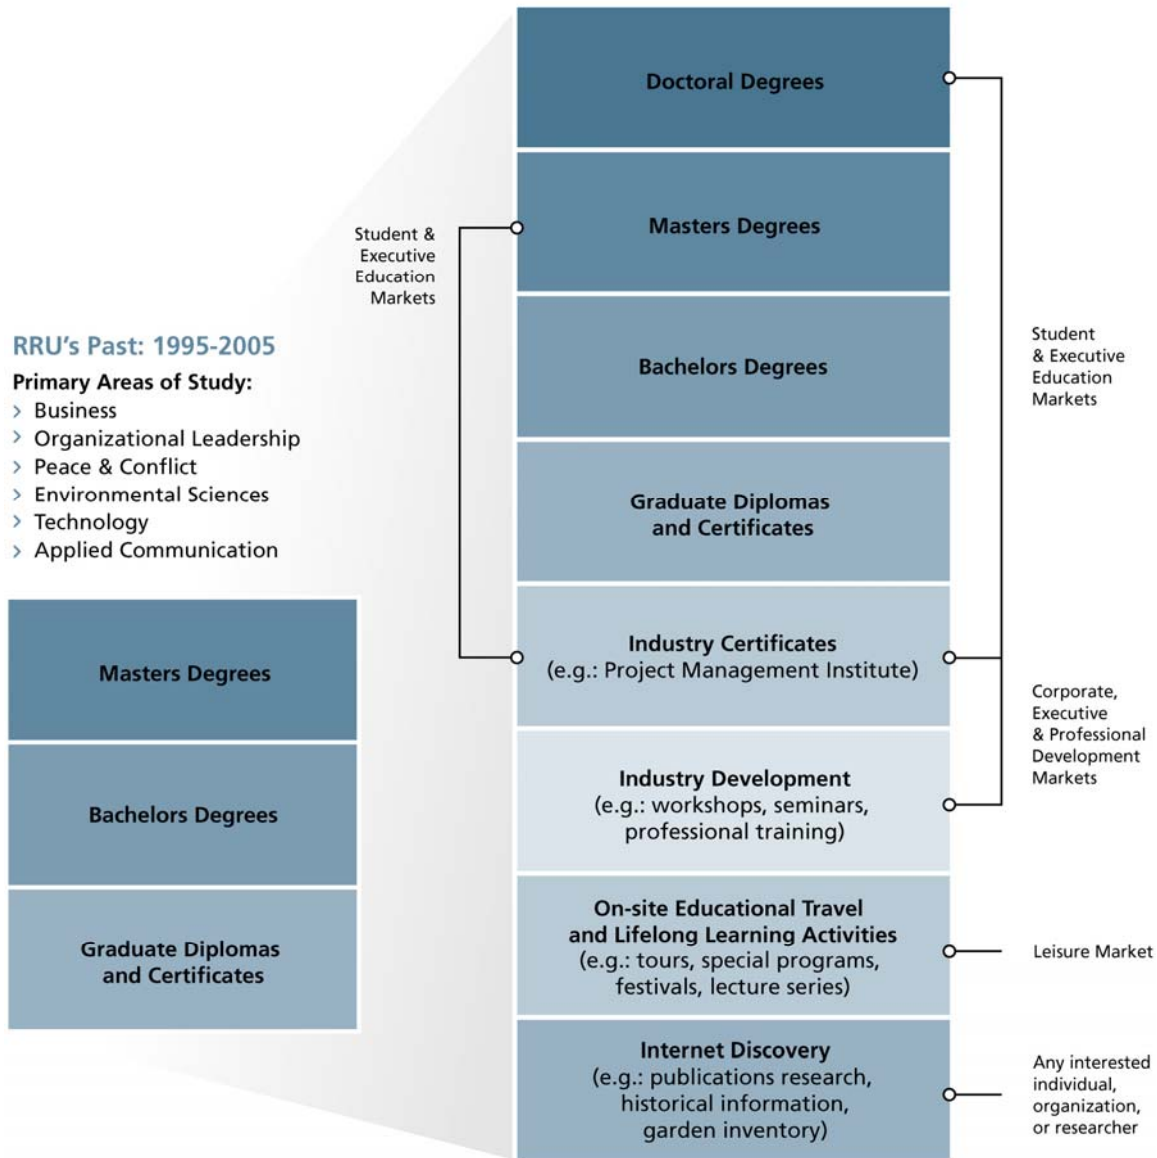 RRU's Past: 1995-2005
Primary Areas of Study:
> Business
> Organizational Leadership
> Peace & Conflict
> Environmental Sciences
> Technology
> Applied Communication
Masters Degrees
Bachelors Degrees
Graduate Diplomas
and Certificates
Student &
Executive
Education
Markets
Doctoral Degrees
Masters Degrees
Bachelors Degrees
Graduate Diplomas
and Certificates
Industry Certificates
(e.g.: Project Management Institute)
Industry Development
(e.g.: workshops, seminars,
professional training)
On-site Educational Travel
and Lifelong Learning Activities
(e.g.: tours, special programs,
festivals, lecture series)
Internet Discovery
(e.g.: publications research,
historical information,
garden inventory)
Student
& Executive
Education
Markets
Corporate,
Executive
& Professional
Development
Markets
Leisure Market
Any interested
individual,
organization,
or researcher